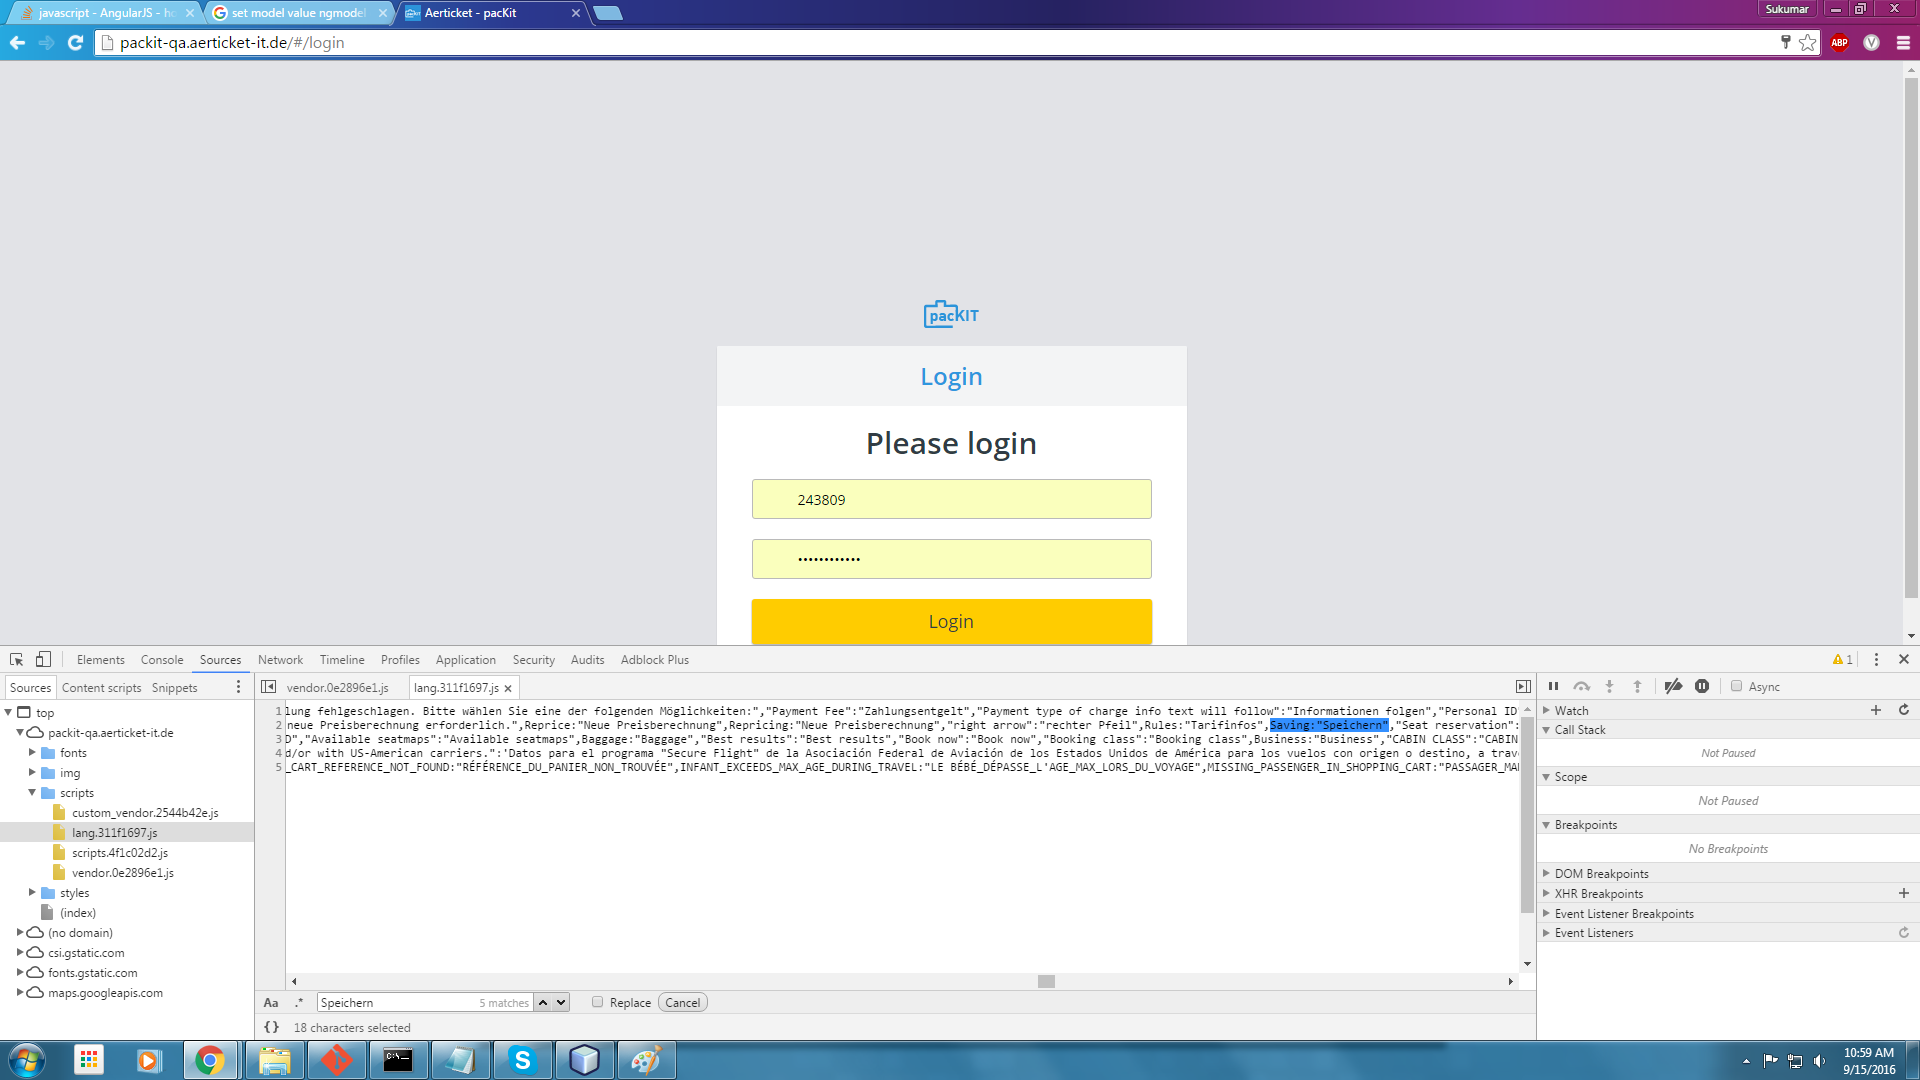 javascript - AngularJS - ho
set model value ngmodel
Aerticket - pacKit
Sukumar
packit-qa.aerticket-it.de/#/login
ABP
V
pacKIT
Login
Please login
243809
••••••••••••
Login
Elements Console Sources Network Timeline Profiles Application Security Audits Adblock Plus
1
Sources Content scripts Snippets
vendor.0e2896e1.js
lang.311f1697.js
Async
top
packit-qa.aerticket-it.de
fonts
img
scripts
custom_vendor.2544b42e.js
lang.311f1697.js
scripts.4f1c02d2.js
vendor.0e2896e1.js
styles
(index)
(no domain)
csi.gstatic.com
fonts.gstatic.com
maps.googleapis.com
1 lung fehlgeschlagen. Bitte wählen Sie eine der folgenden Möglichkeiten:","Payment Fee":"Zahlungsentgelt","Payment type of charge info text will follow":"Informationen folgen","Personal ID
2 neue Preisberechnung erforderlich.",Reprice:"Neue Preisberechnung",Repricing:"Neue Preisberechnung","right arrow":"rechter Pfeil",Rules:"Tarifinfos",Saving:"Speichern","Seat reservation":
3 D","Available seatmaps":"Available seatmaps",Baggage:"Baggage","Best results":"Best results","Book now":"Book now","Booking class":"Booking class",Business:"Business","CABIN CLASS":"CABIN
4 d/or with US-American carriers.":'Datos para el programa "Secure Flight" de la Asociación Federal de Aviación de los Estados Unidos de América para los vuelos con origen o destino, a trav
5 _CART_REFERENCE_NOT_FOUND:"RÉFÉRENCE_DU_PANIER_NON_TROUVÉE",INFANT_EXCEEDS_MAX_AGE_DURING_TRAVEL:"LE BÉBÉ_DÉPASSE_L'AGE_MAX_LORS_DU_VOYAGE",MISSING_PASSENGER_IN_SHOPPING_CART:"PASSAGER_MA
Aa .* Speichern 5 matches Replace Cancel
{} 18 characters selected
Watch
Call Stack
Not Paused
Scope
Not Paused
Breakpoints
No Breakpoints
DOM Breakpoints
XHR Breakpoints
Event Listener Breakpoints
Event Listeners
C:\_
10:59 AM
9/15/2016